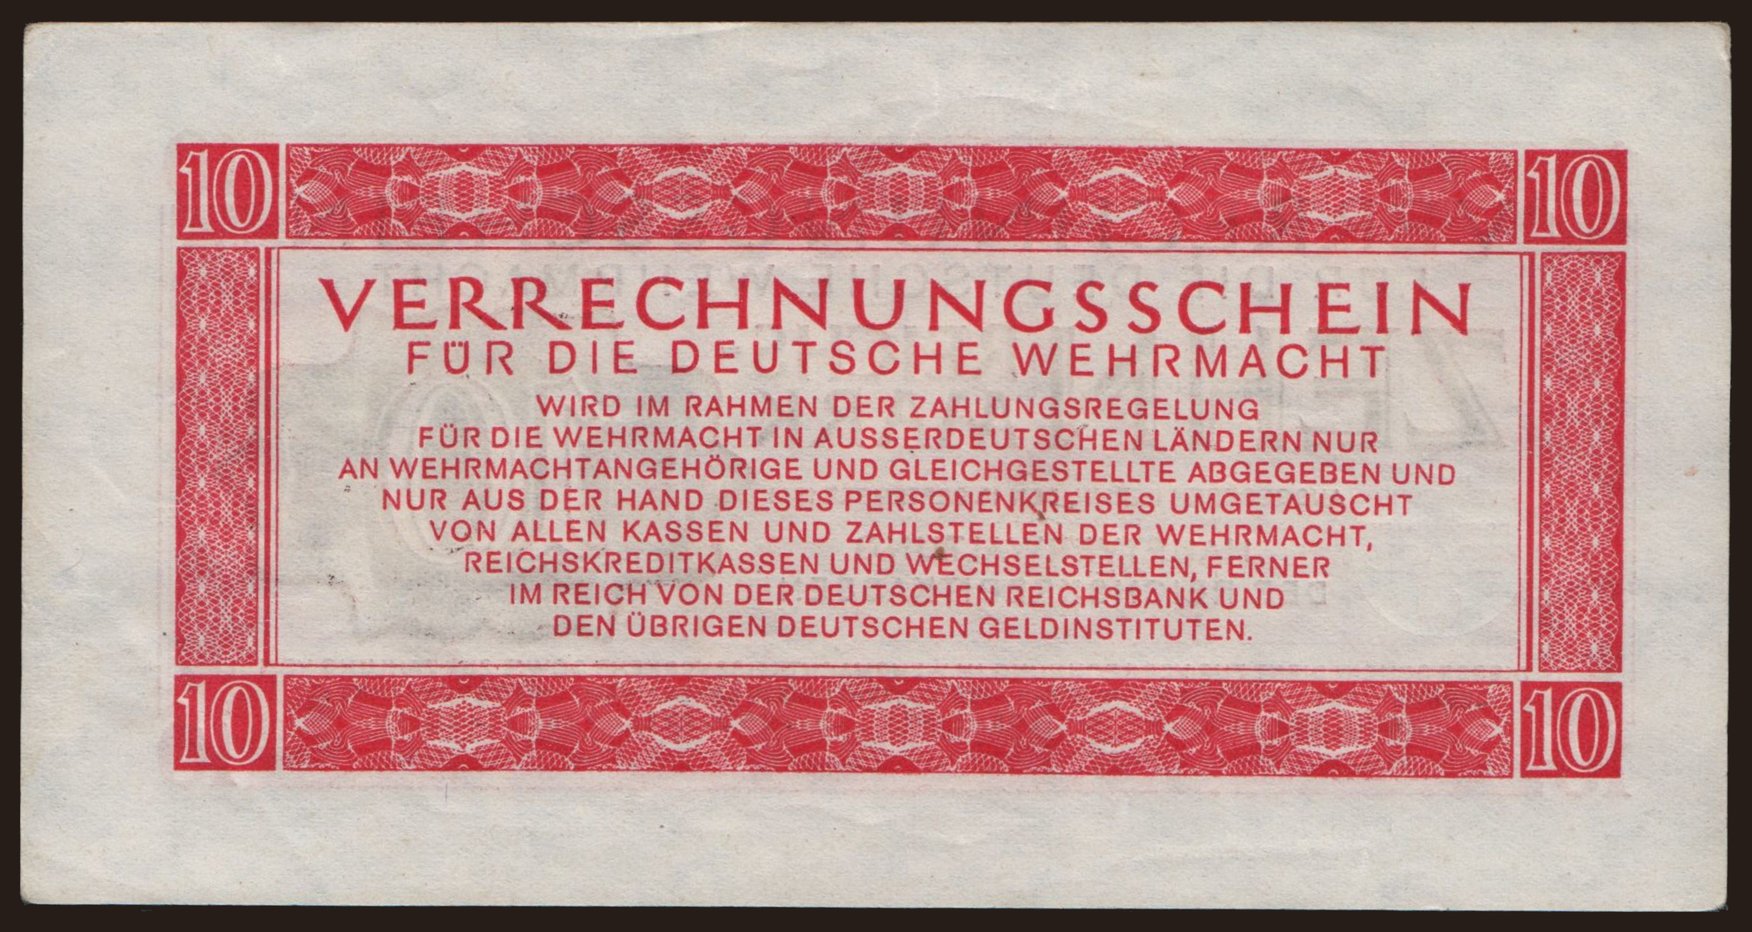 10 10
VERRECHNUNGSSCHEIN
FÜR DIE DEUTSCHE WEHRMACHT
WIRD IM RAHMEN DER ZAHLUNGSREGELUNG
FÜR DIE WEHRMACHT IN AUSSERDEUTSCHEN LÄNDERN NUR
AN WEHRMACHTANGEHÖRIGE UND GLEICHGESTELLTE ABGEGEBEN UND
NUR AUS DER HAND DIESES PERSONENKREISES UMGETAUSCHT
VON ALLEN KASSEN UND ZAHLSTELLEN DER WEHRMACHT,
REICHSKREDITKASSEN UND WECHSELSTELLEN, FERNER
IM REICH VON DER DEUTSCHEN REICHSBANK UND
DEN ÜBRIGEN DEUTSCHEN GELDINSTITUTEN.
10 10